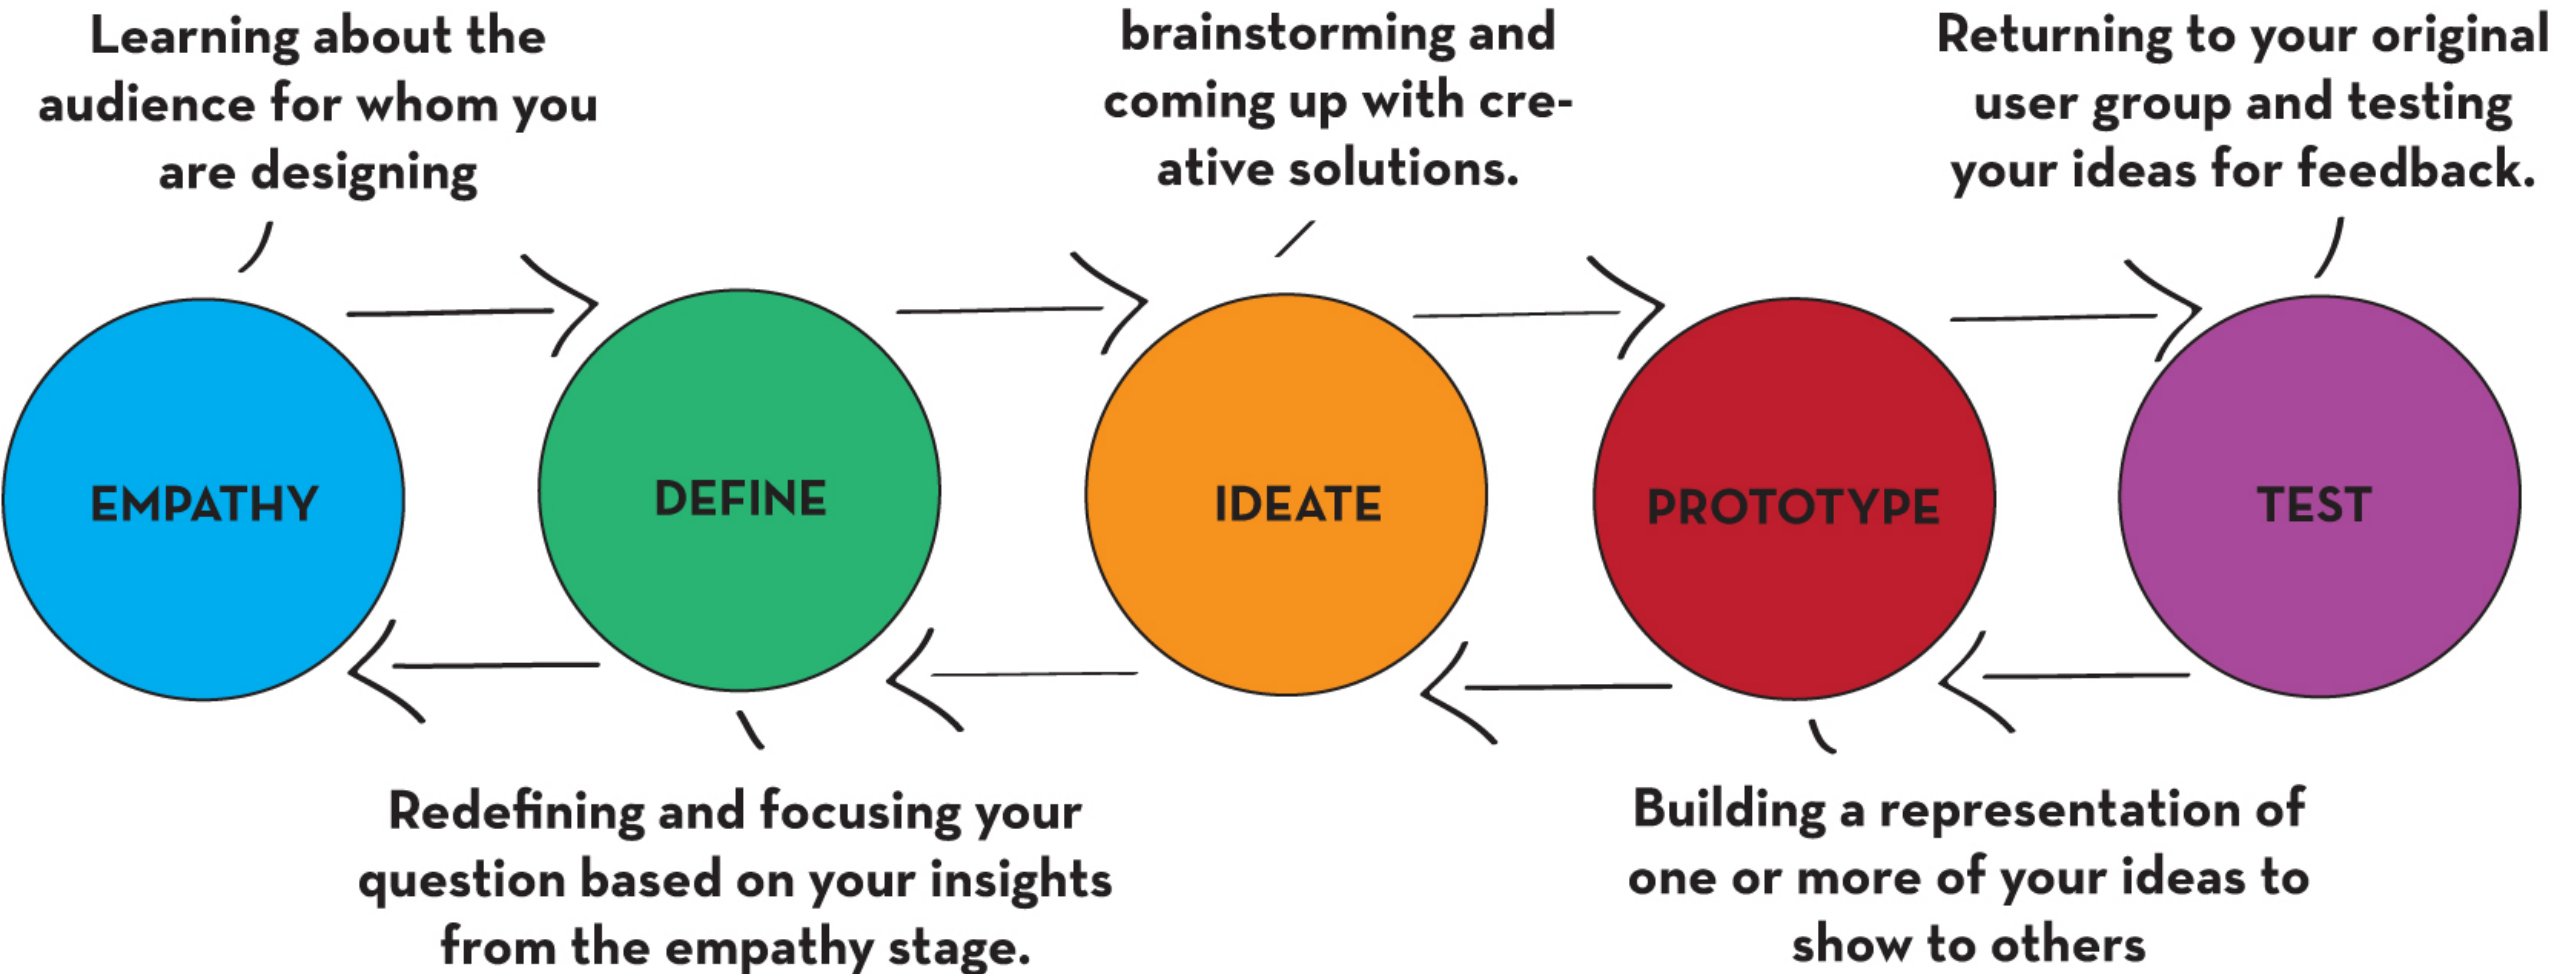 Learning about the
audience for whom you
are designing
brainstorming and
coming up with cre-
ative solutions.
Returning to your original
user group and testing
your ideas for feedback.
EMPATHY
DEFINE
IDEATE
PROTOTYPE
TEST
Redefining and focusing your
question based on your insights
from the empathy stage.
Building a representation of
one or more of your ideas to
show to others